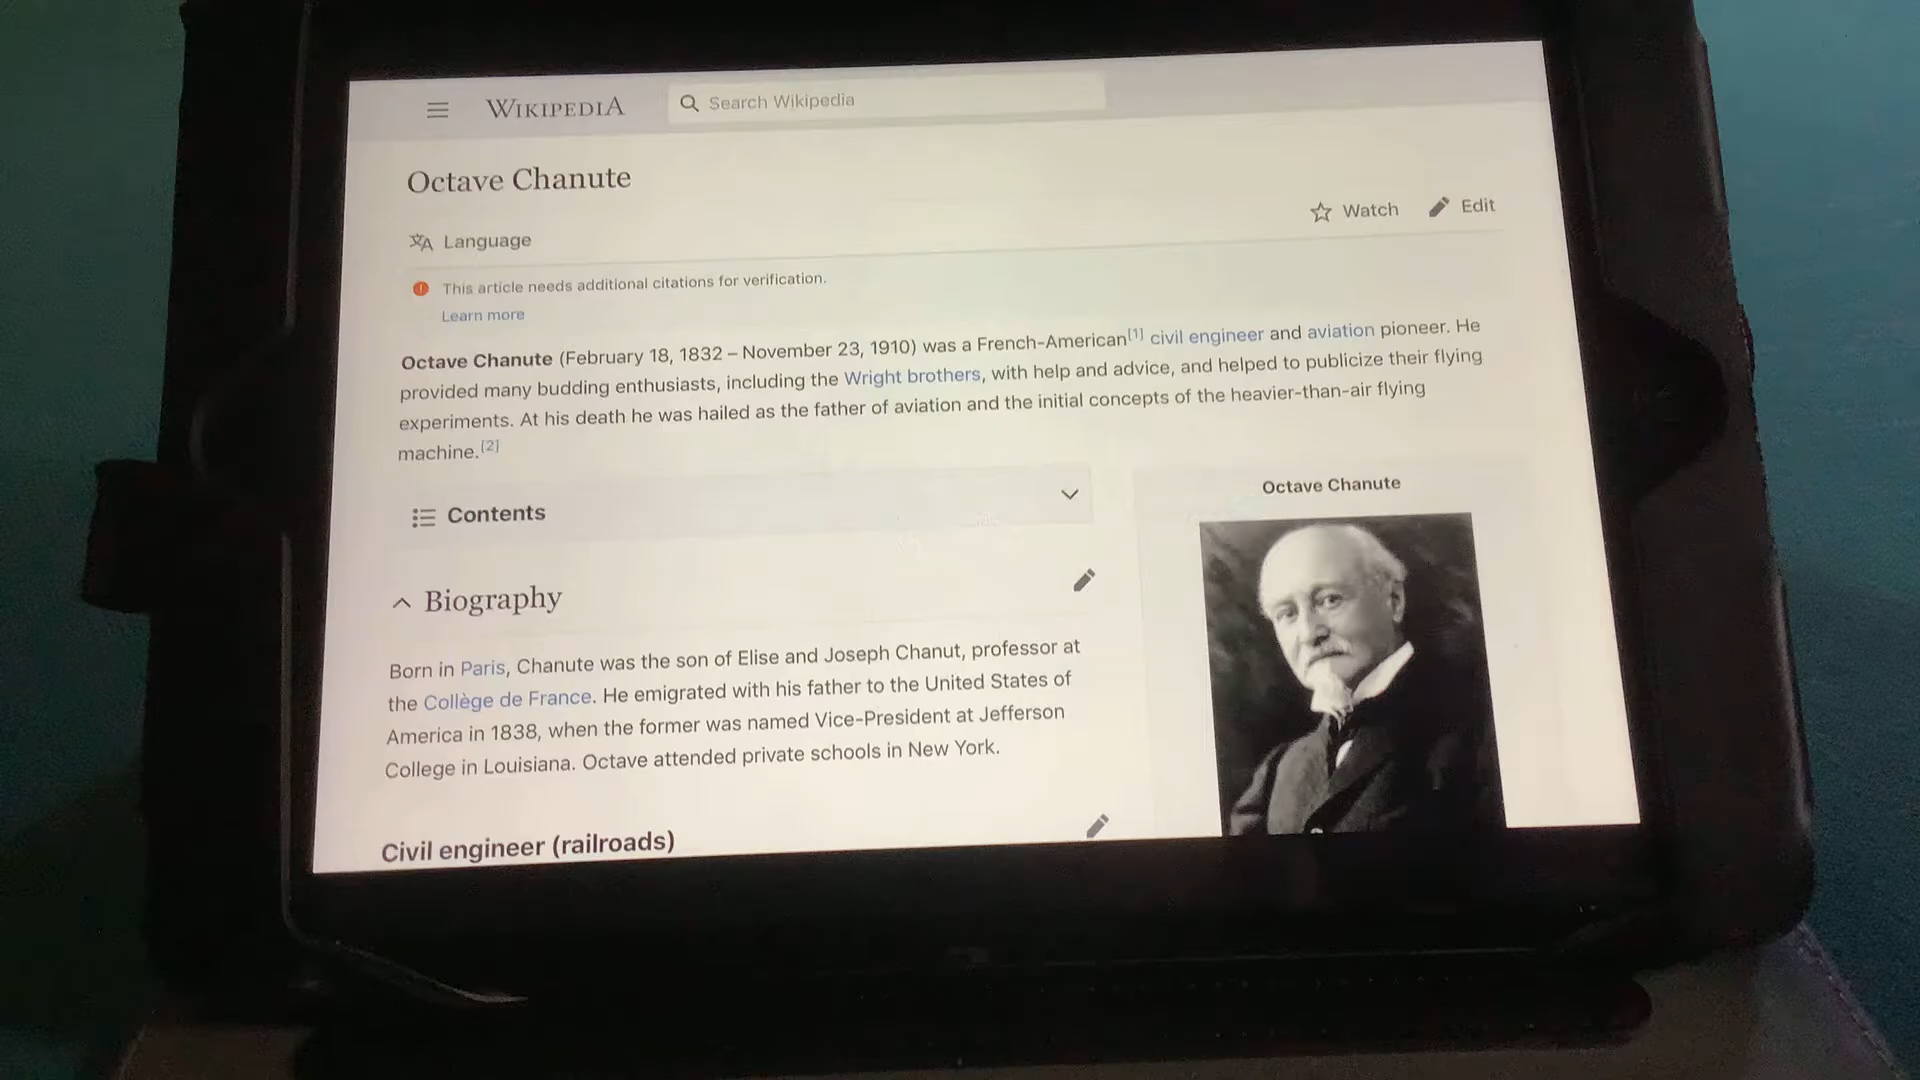 WIKIPEDIA
Search Wikipedia
Octave Chanute
Language
Watch
Edit
This article needs additional citations for verification.
Learn more
Octave Chanute (February 18, 1832 – November 23, 1910) was a French-American[1] civil engineer and aviation pioneer. He
provided many budding enthusiasts, including the Wright brothers, with help and advice, and helped to publicize their flying
experiments. At his death he was hailed as the father of aviation and the initial concepts of the heavier-than-air flying
machine.[2]
Contents
Octave Chanute
Biography
Born in Paris, Chanute was the son of Elise and Joseph Chanut, professor at
the Collège de France. He emigrated with his father to the United States of
America in 1838, when the former was named Vice-President at Jefferson
College in Louisiana. Octave attended private schools in New York.
Civil engineer (railroads)